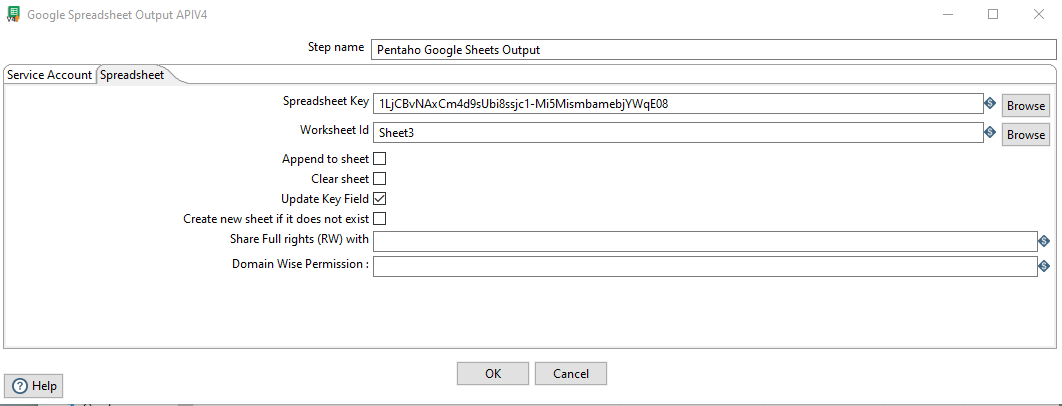 Google Spreadsheet Output APIV4
Step name Pentaho Google Sheets Output
Service Account Spreadsheet
Spreadsheet Key 1LjCBvNAxCm4d9sUbi8ssjc1-Mi5MismbamebjYWqE08 Browse
Worksheet Id Sheet3 Browse
Append to sheet
Clear sheet
Update Key Field
Create new sheet if it does not exist
Share Full rights (RW) with
Domain Wise Permission :
OK Cancel
Help